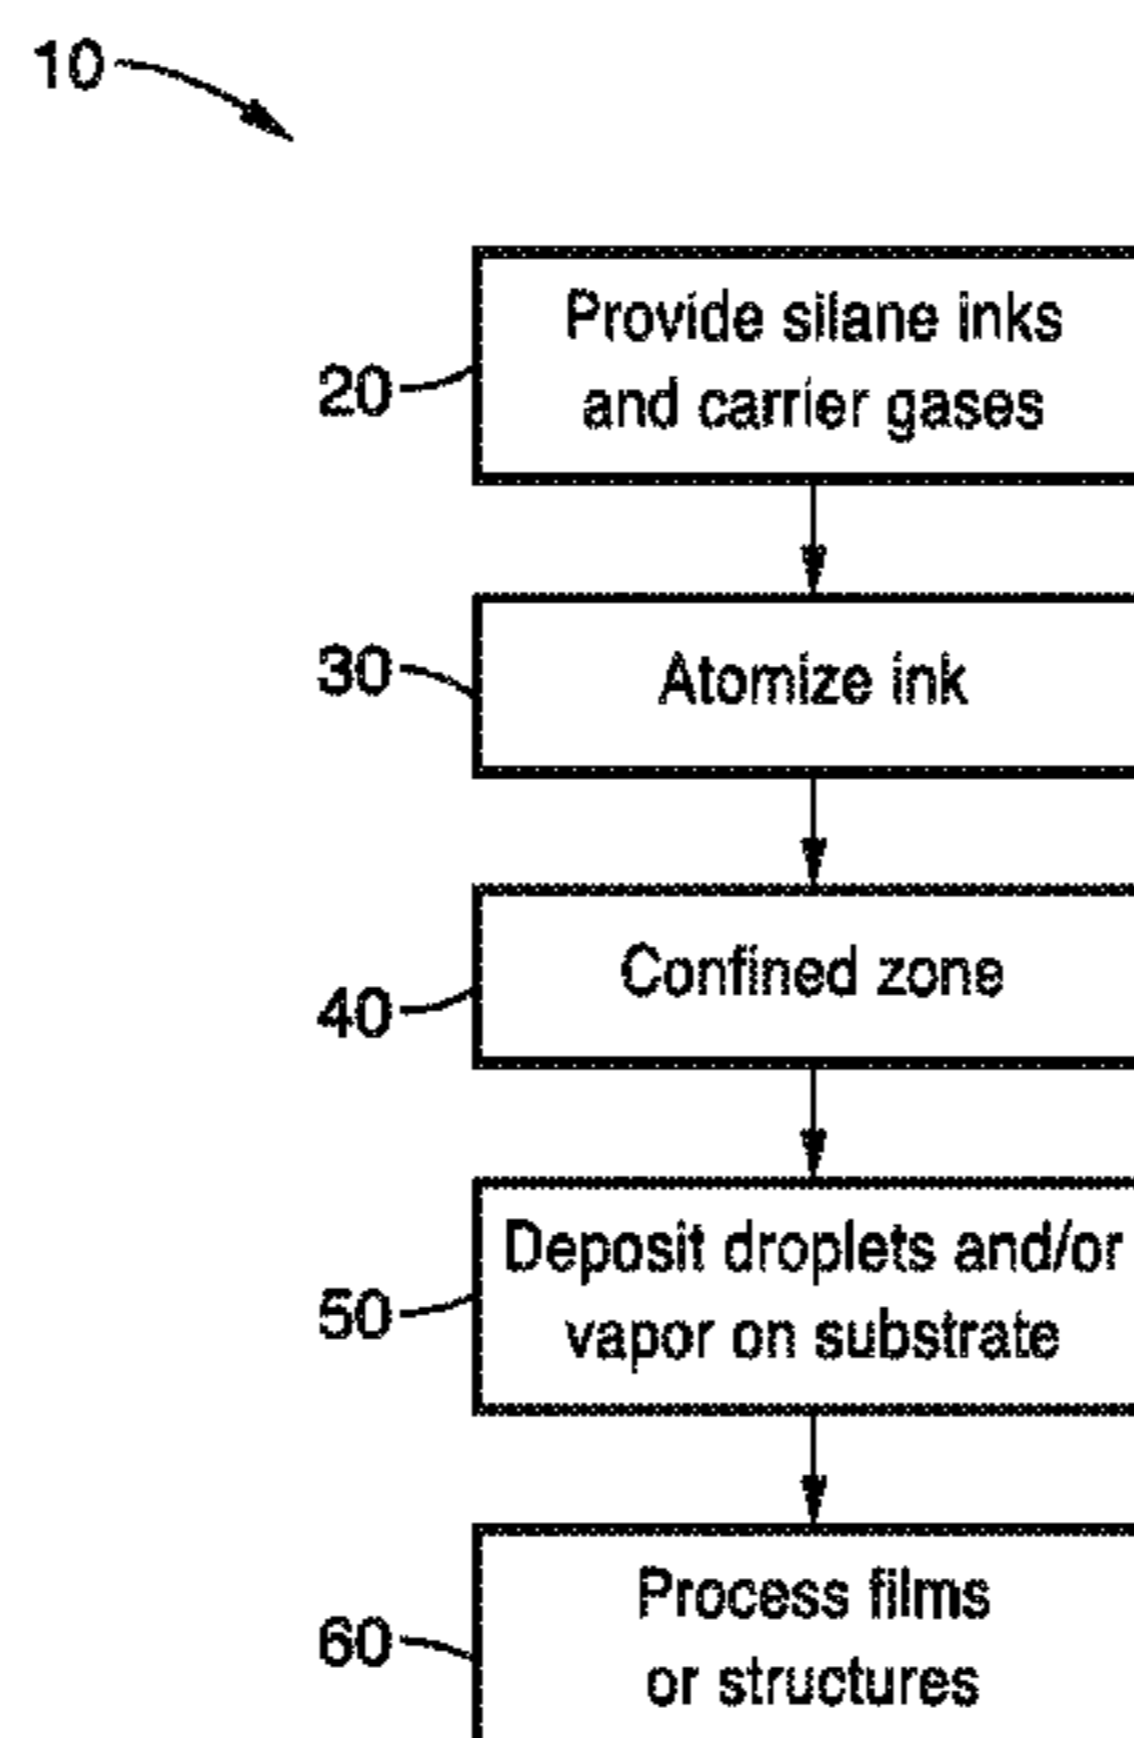 10
Provide silane inks
and carrier gases
20
Atomize ink
30
Confined zone
40
Deposit droplets and/or
vapor on substrate
50
Process films
or structures
60